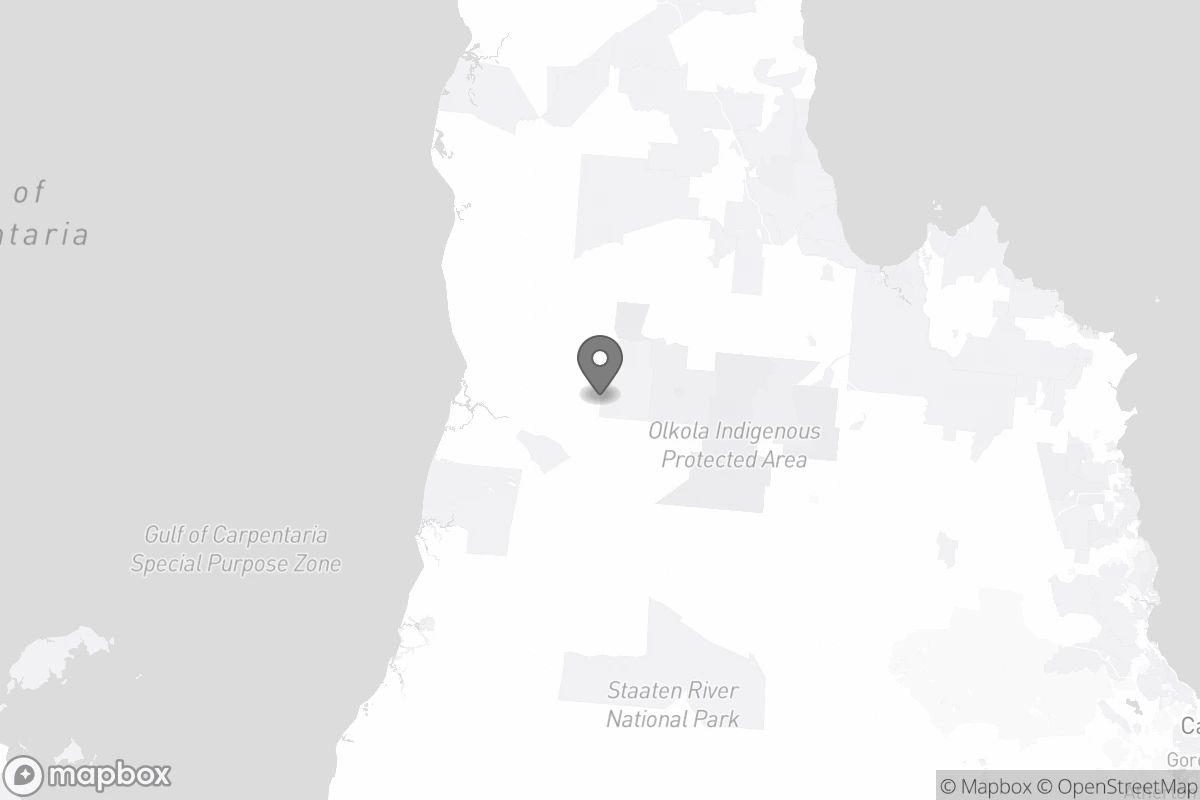 of
ntaria
Olkola Indigenous
Protected Area
Gulf of Carpentaria
Special Purpose Zone
Staaten River
National Park
Ca
Gord
mapbox
© Mapbox © OpenStreetMap